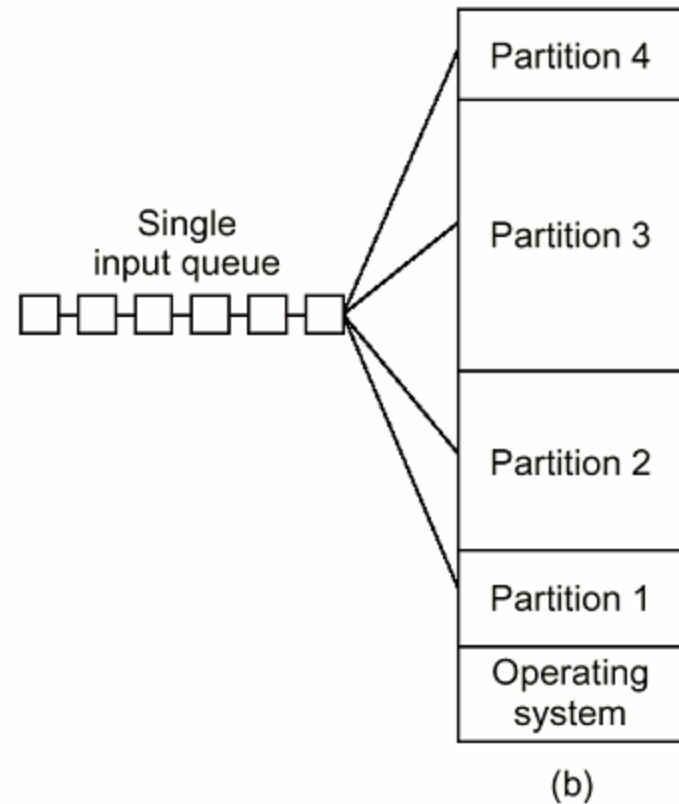 Partition 4
Single
input queue
Partition 3
Partition 2
Partition 1
Operating
system
(b)